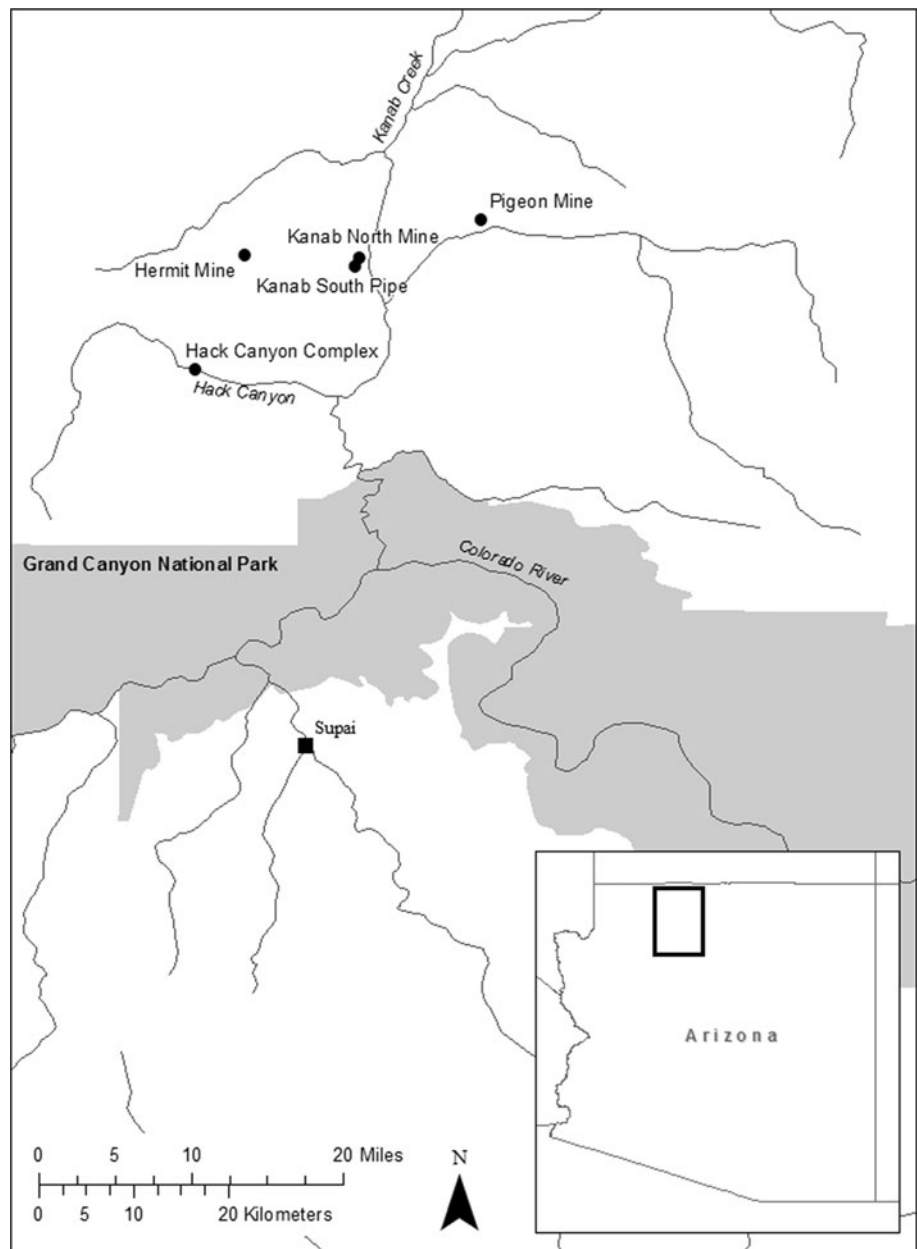 Kanab Creek
Pigeon Mine
Kanab North Mine
Hermit Mine
Kanab South Pipe
Hack Canyon Complex
Hack Canyon
Colorado River
Grand Canyon National Park
Supai
Arizona
0 5 10 20 Miles
N
0 5 10 20 Kilometers